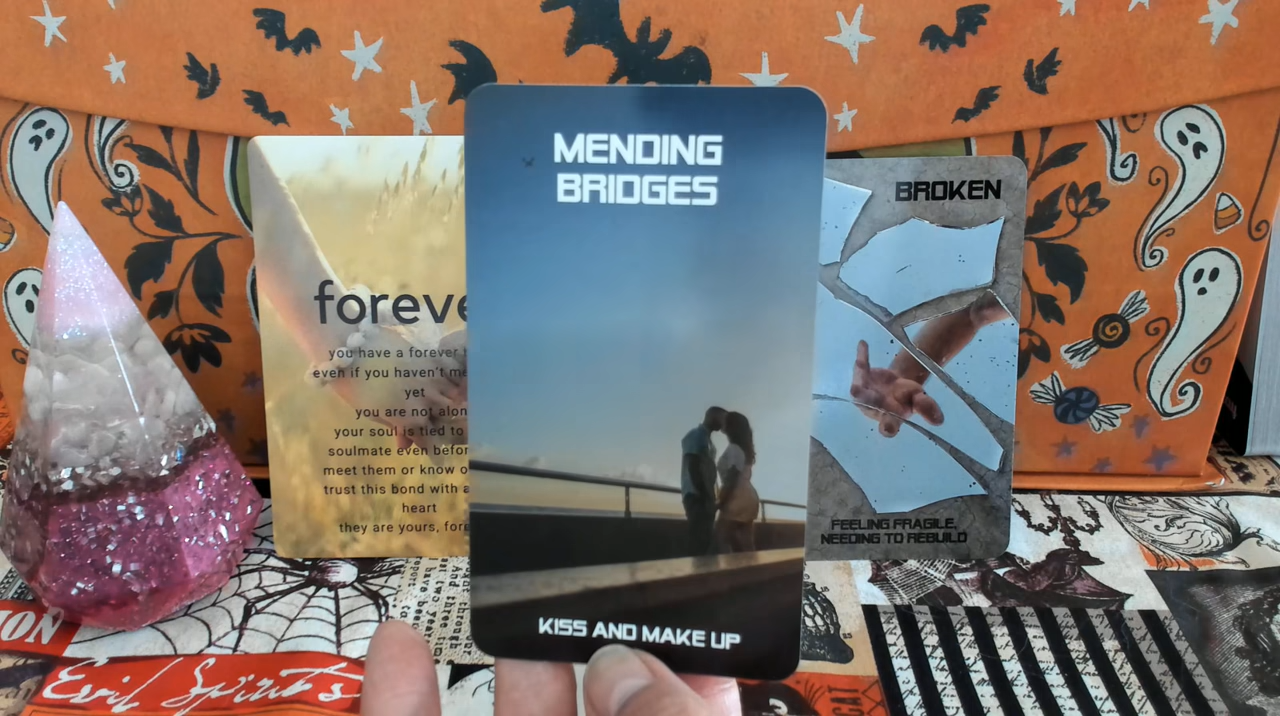 MENDING
BRIDGES
KISS AND MAKE UP
foreve
you have a forever
even if you haven't me
yet
you are not alon
your soul is tied to
soulmate even befor
meet them or know o
trust this bond with a
heart
they are yours, fore
BROKEN
FEELING FRAGILE,
NEEDING TO REBUILD
ION
Evil Spirits